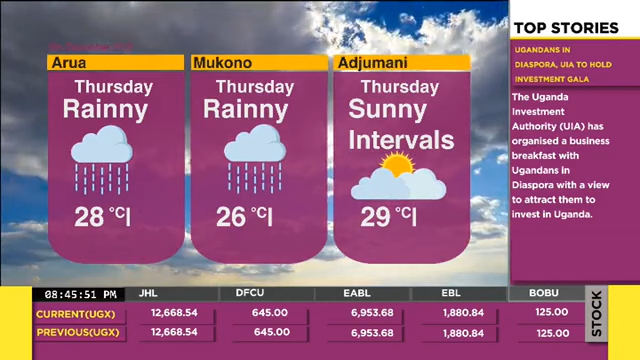 Arua
Thursday
Rainny
28 °C|
Mukono
Thursday
Rainny
26 °C|
Adjumani
Thursday
Sunny
Intervals
29 °C|
TOP STORIES
UGANDANS IN
DIASPORA, UIA TO HOLD
INVESTMENT GALA
The Uganda
Investment
Authority (UIA) has
organised a business
breakfast with
Ugandans in
Diaspora with a view
to attract them to
invest in Uganda.
08:45:51 PM JHL DFCU EABL EBL BOBU
CURRENT(UGX) 12,668.54 645.00 6,953.68 1,880.84 125.00
PREVIOUS(UGX) 12,668.54 645.00 6,953.68 1,880.84 125.00
STOCK